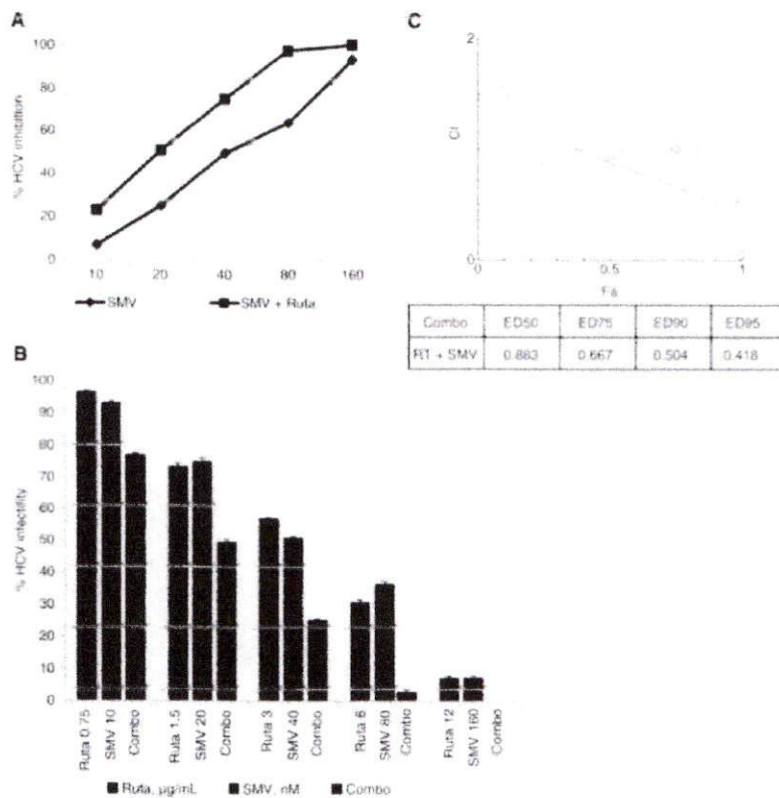 A
100
80
60
40
20
0
% HCV inhibition
10 20 40 80 160
SMV SMV + Ruta
C
2
1
0
CI
0 0.5 1
Fa
Combo ED50 ED75 ED90 ED95
RT + SMV 0.883 0.667 0.504 0.418
B
100
90
80
70
60
50
40
30
20
10
0
% HCV infectility
Ruta 0.75
SMV 10
Combo
Ruta 1.5
SMV 20
Combo
Ruta 3
SMV 40
Combo
Ruta 6
SMV 80
Combo
Ruta 12
SMV 160
Combo
Ruta, µg/mL SMV, nM Combo